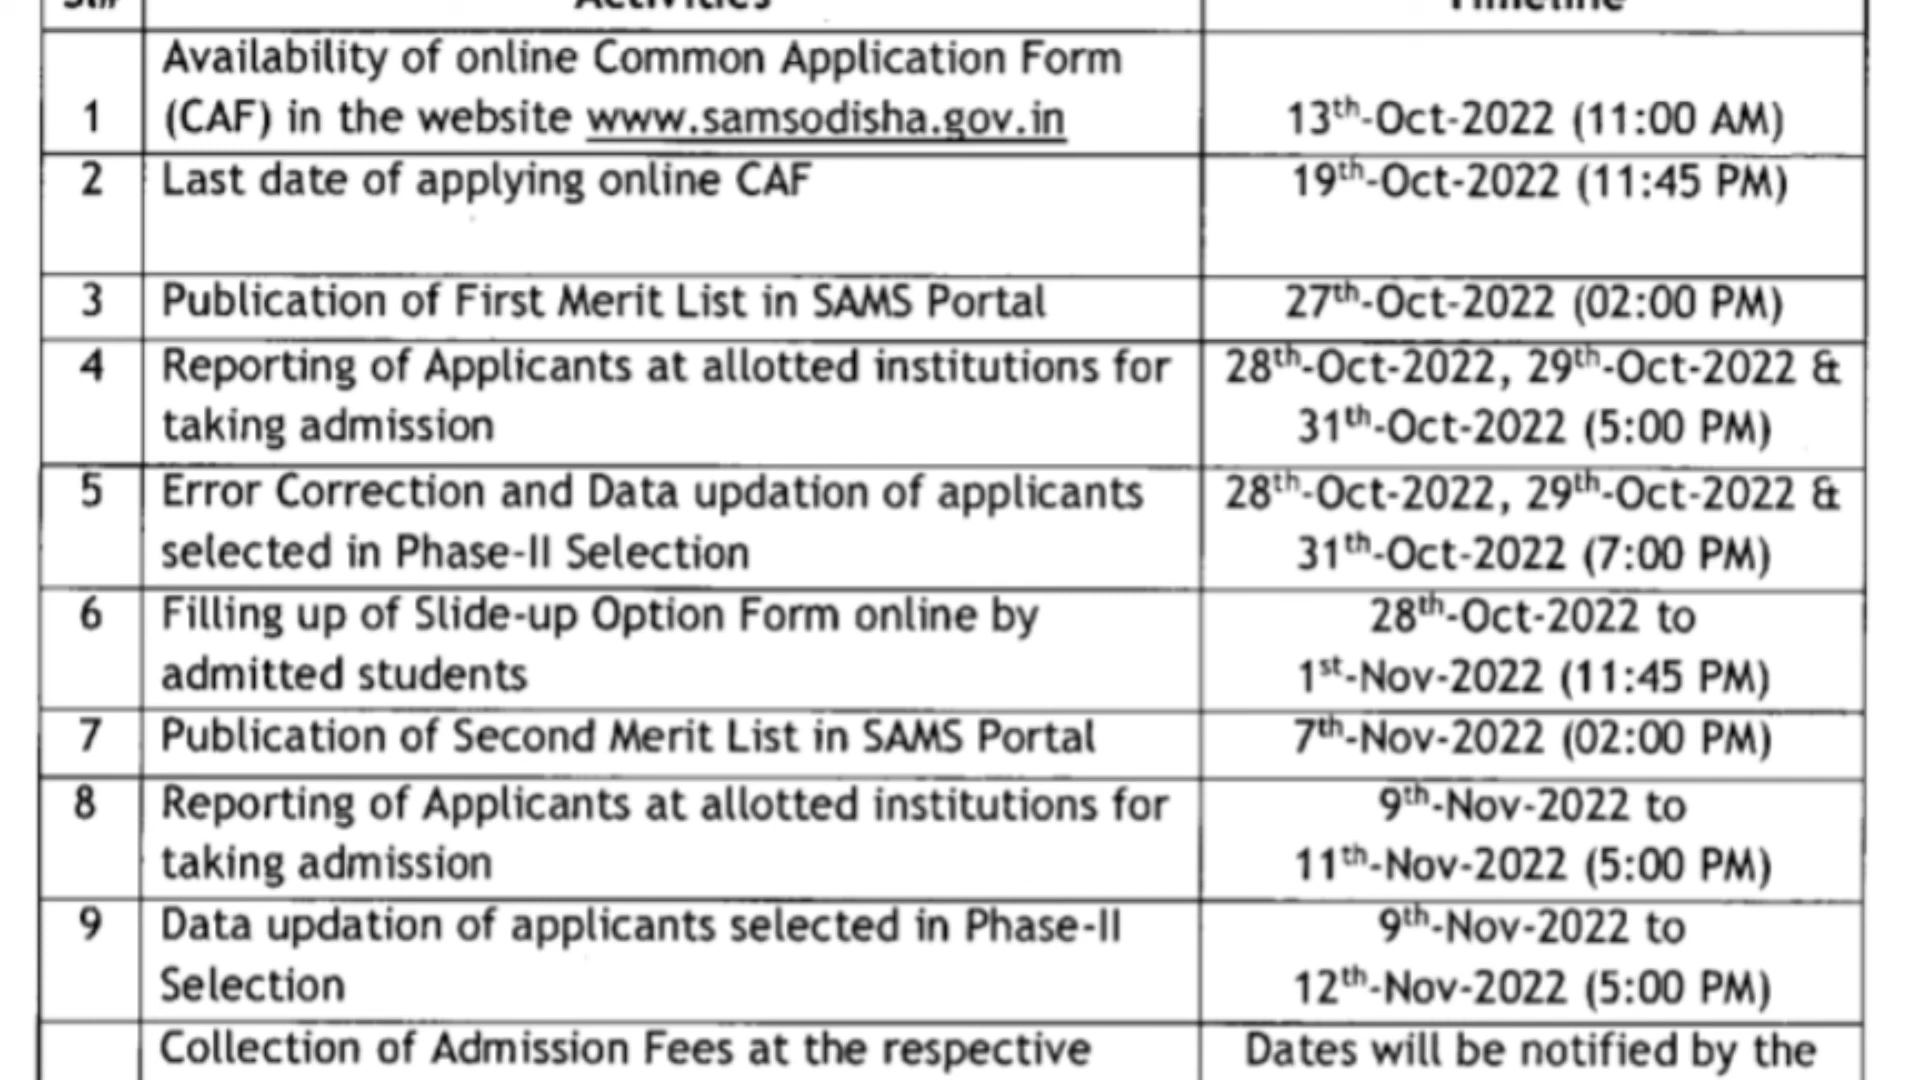 Sl# Activities Timeline
Availability of online Common Application Form
1 (CAF) in the website www.samsodisha.gov.in 13th-Oct-2022 (11:00 AM)
2 Last date of applying online CAF 19th-Oct-2022 (11:45 PM)
3 Publication of First Merit List in SAMS Portal 27th-Oct-2022 (02:00 PM)
4 Reporting of Applicants at allotted institutions for 28th-Oct-2022, 29th-Oct-2022 &
taking admission 31th-Oct-2022 (5:00 PM)
5 Error Correction and Data updation of applicants 28th-Oct-2022, 29th-Oct-2022 &
selected in Phase-II Selection 31th-Oct-2022 (7:00 PM)
6 Filling up of Slide-up Option Form online by 28th-Oct-2022 to
admitted students 1st-Nov-2022 (11:45 PM)
7 Publication of Second Merit List in SAMS Portal 7th-Nov-2022 (02:00 PM)
8 Reporting of Applicants at allotted institutions for 9th-Nov-2022 to
taking admission 11th-Nov-2022 (5:00 PM)
9 Data updation of applicants selected in Phase-II 9th-Nov-2022 to
Selection 12th-Nov-2022 (5:00 PM)
Collection of Admission Fees at the respective Dates will be notified by the